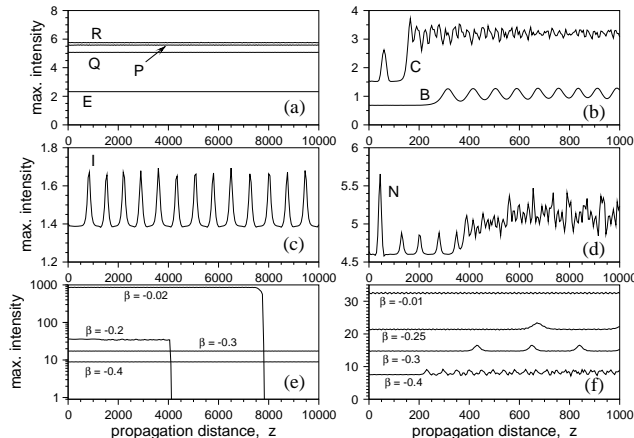 max. intensity
8
6
4
2
0
R
P
Q
E
(a)
0 2000 4000 6000 8000 10000
propagation distance, z
4
3
2
1
0
C
B
(b)
0 200 400 600 800 1000
propagation distance, z
max. intensity
1.8
1.6
1.4
1.2
I
(c)
0 2000 4000 6000 8000 10000
6
5.5
5
4.5
N
(d)
0 2000 4000 6000 8000 10000
max. intensity
1000
100
10
1
β = -0.02
β = -0.2
β = -0.3
β = -0.4
(e)
0 2000 4000 6000 8000 10000
propagation distance, z
30
20
10
0
β = -0.01
β = -0.25
β = -0.3
β = -0.4
(f)
0 200 400 600 800 1000
propagation distance, z